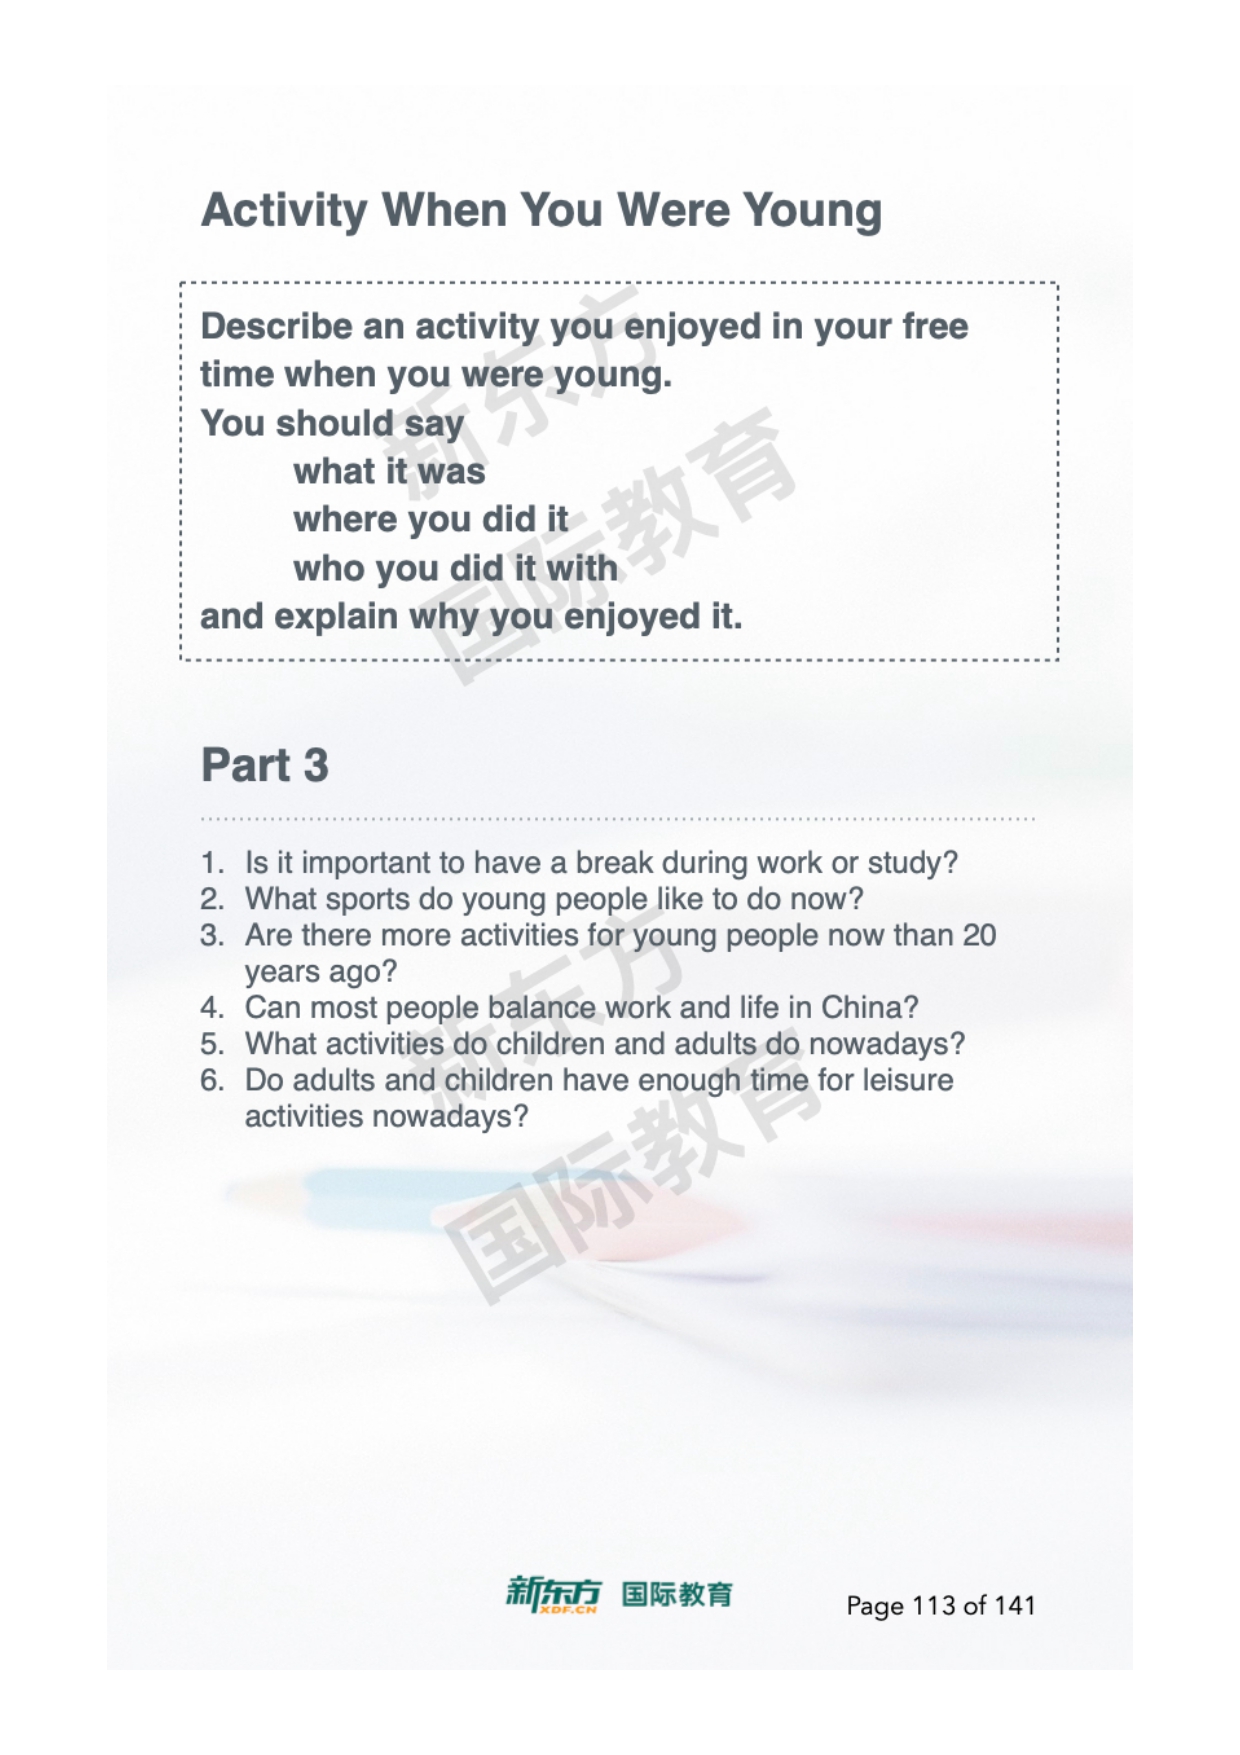 Activity When You Were Young
Describe an activity you enjoyed in your free
time when you were young.
You should say
what it was
where you did it
who you did it with
and explain why you enjoyed it.
新东方
国际教育
Part 3
1. Is it important to have a break during work or study?
2. What sports do young people like to do now?
3. Are there more activities for young people now than 20
years ago?
4. Can most people balance work and life in China?
5. What activities do children and adults do nowadays?
6. Do adults and children have enough time for leisure
activities nowadays?
新东方
国际教育
新东方 国际教育
XDF.CN
Page 113 of 141